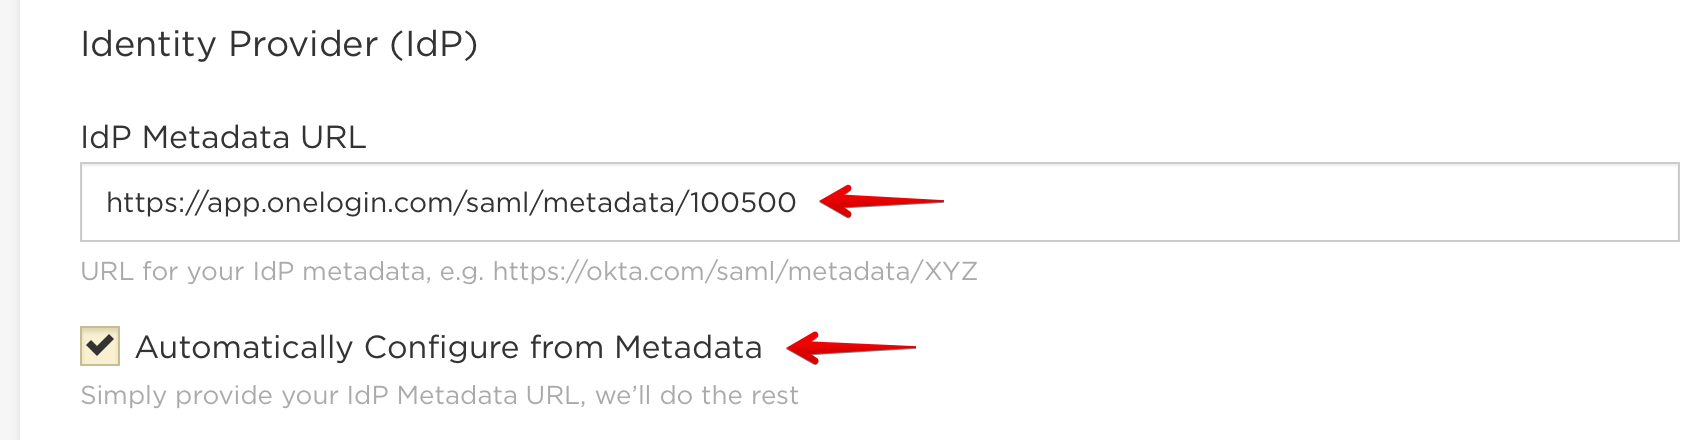 Identity Provider (IdP)
IdP Metadata URL
https://app.onelogin.com/saml/metadata/100500
URL for your IdP metadata, e.g. https://okta.com/saml/metadata/XYZ
Automatically Configure from Metadata
Simply provide your IdP Metadata URL, we’ll do the rest